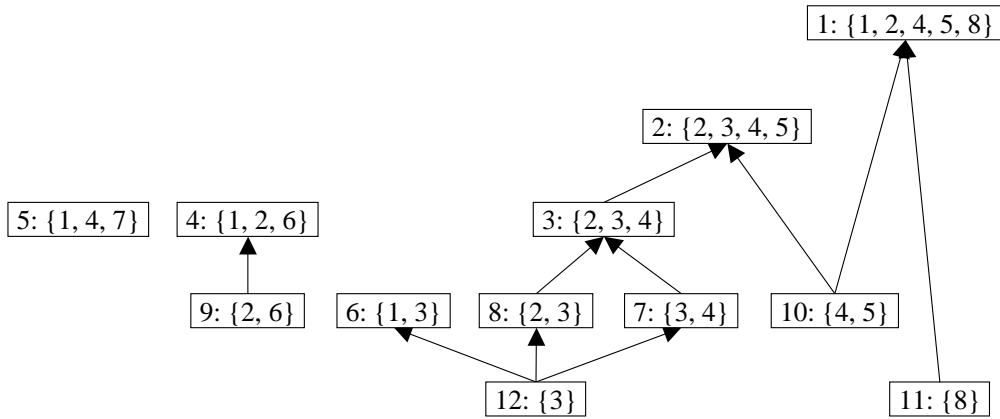 1: {1, 2, 4, 5, 8}
2: {2, 3, 4, 5}
5: {1, 4, 7}
4: {1, 2, 6}
3: {2, 3, 4}
9: {2, 6}
6: {1, 3}
8: {2, 3}
7: {3, 4}
10: {4, 5}
12: {3}
11: {8}